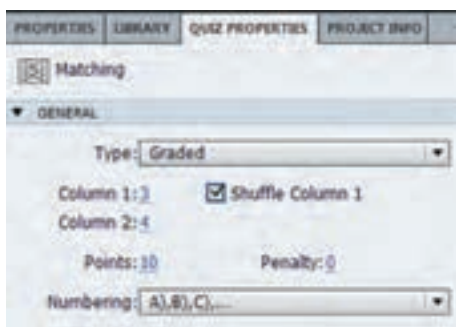 PROPERTIES LIBRARY QUIZ PROPERTIES PROJECT INFO
Matching
GENERAL
Type: Graded
Column 1: 3 Shuffle Column 1
Column 2: 4
Points: 10 Penalty: 0
Numbering: A),B),C),...